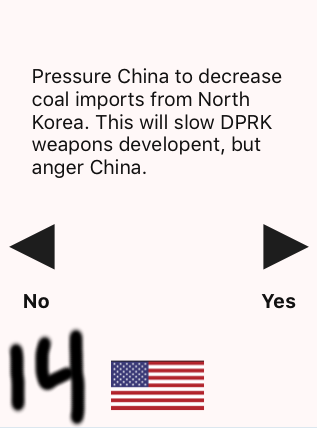 Pressure China to decrease
coal imports from North
Korea. This will slow DPRK
weapons developent, but
anger China.
No
Yes
14